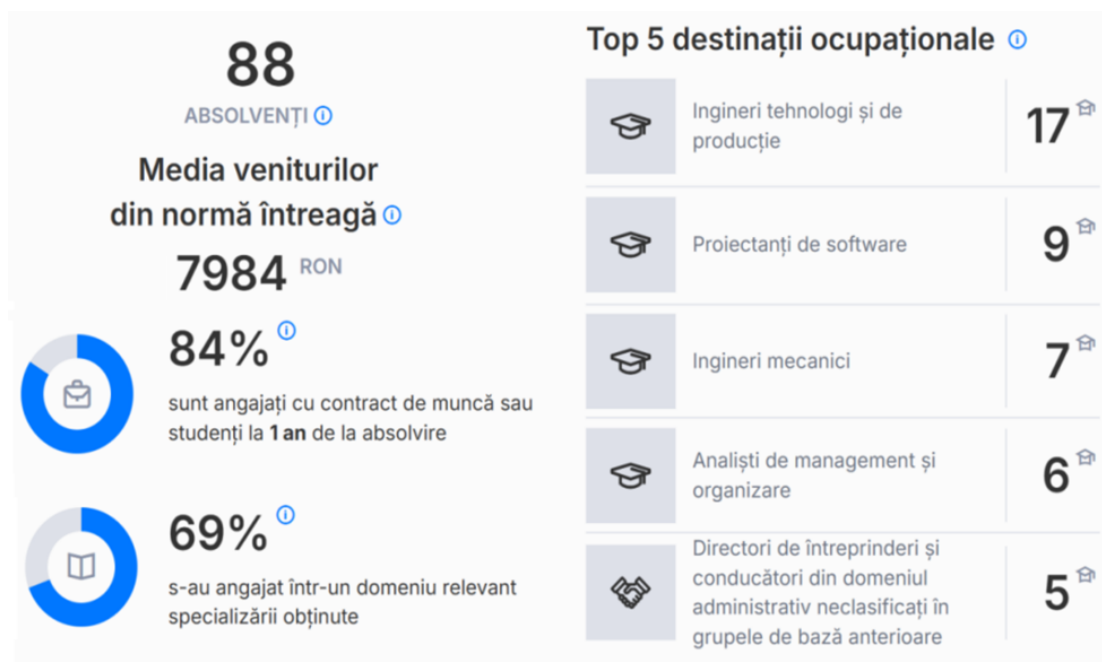 88
ABSOLVENȚI
Media veniturilor
din normă întreagă
7984 RON
84%
sunt angajați cu contract de muncă sau
studenți la 1 an de la absolvire
69%
s-au angajat într-un domeniu relevant
specializării obținute
Top 5 destinații ocupaționale
Ingineri tehnologi și de
producție
17
Proiectanți de software
9
Ingineri mecanici
7
Analiști de management și
organizare
6
Directori de întreprinderi și
conducători din domeniul
administrativ neclasificați în
grupele de bază anterioare
5